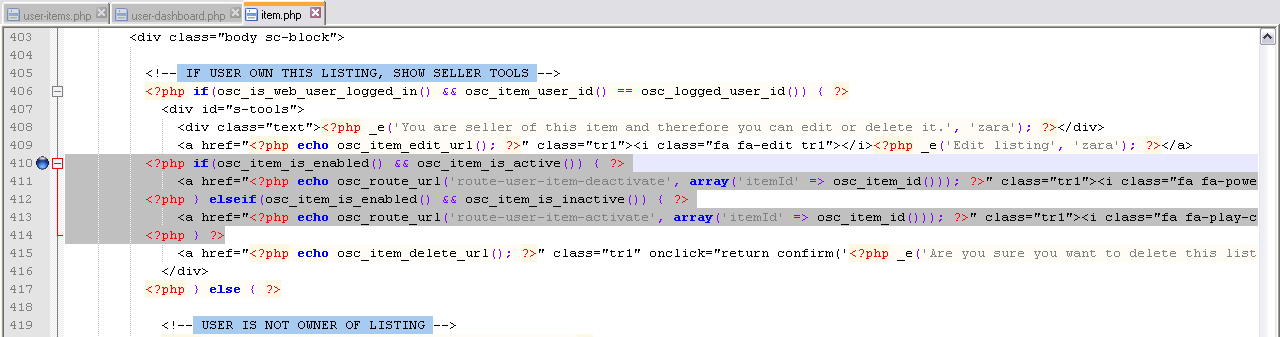 user-items.php user-dashboard.php item.php
403 <div class="body sc-block">
404
405 <!-- IF USER OWN THIS LISTING, SHOW SELLER TOOLS -->
406 <?php if(osc_is_web_user_logged_in() && osc_item_user_id() == osc_logged_user_id()) { ?>
407 <div id="s-tools">
408 <div class="text"><?php _e('You are seller of this item and therefore you can edit or delete it.', 'zara'); ?></div>
409 <a href="<?php echo osc_item_edit_url(); ?>" class="tr1"><i class="fa fa-edit tr1"></i><?php _e('Edit listing', 'zara'); ?></a>
410 <?php if(osc_item_is_enabled() && osc_item_is_active()) { ?>
411 <a href="<?php echo osc_route_url('route-user-item-deactivate', array('itemId' => osc_item_id())); ?>" class="tr1"><i class="fa fa-powe
412 <?php } elseif(osc_item_is_enabled() && osc_item_is_inactive()) { ?>
413 <a href="<?php echo osc_route_url('route-user-item-activate', array('itemId' => osc_item_id())); ?>" class="tr1"><i class="fa fa-play-c
414 <?php } ?>
415 <a href="<?php echo osc_item_delete_url(); ?>" class="tr1" onclick="return confirm('<?php _e('Are you sure you want to delete this list
416 </div>
417 <?php } else { ?>
418
419 <!-- USER IS NOT OWNER OF LISTING -->